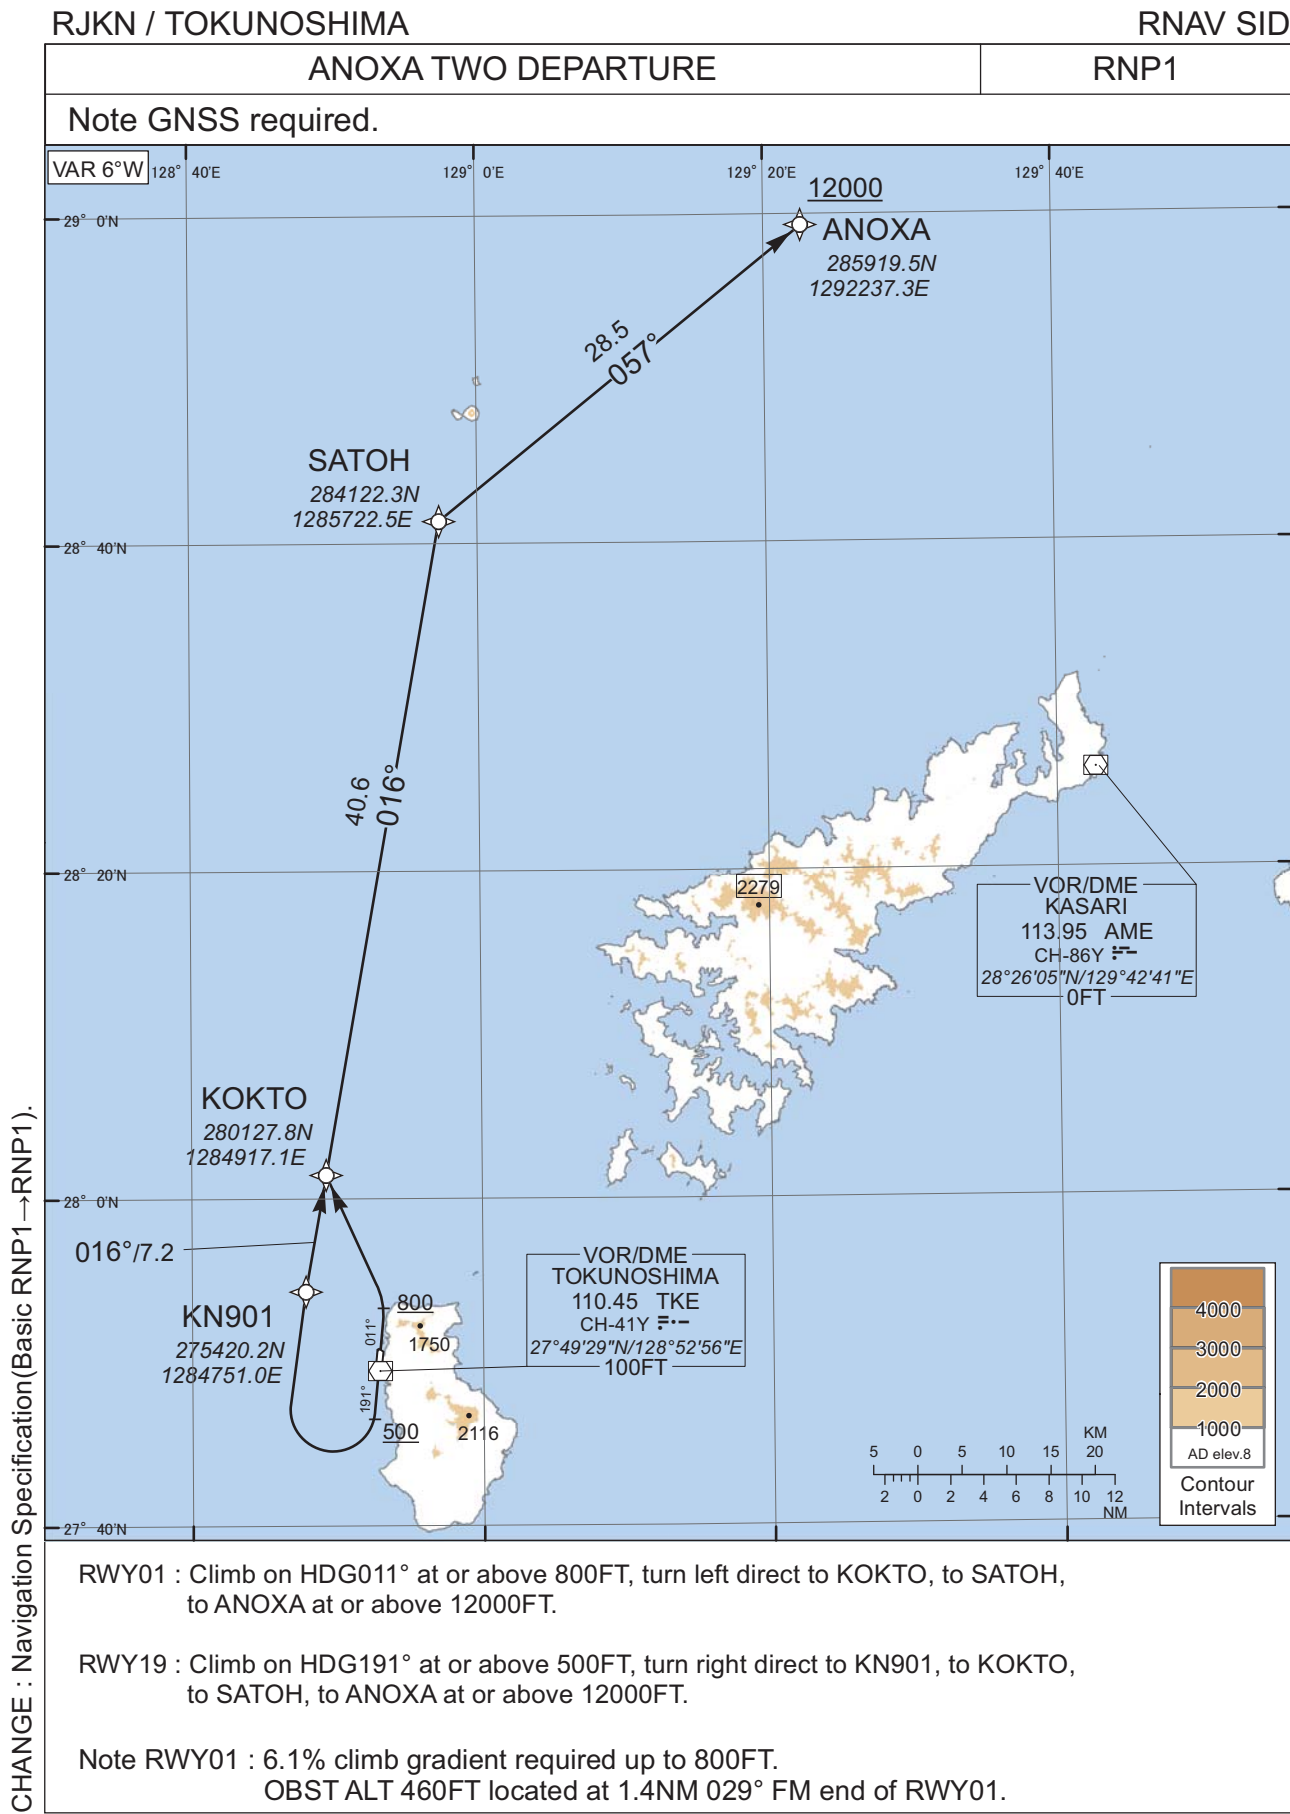 RJKN / TOKUNOSHIMA
RNAV SID
ANOXA TWO DEPARTURE
RNP1
Note GNSS required.
VAR 6°W
128° 40'E
129° 0'E
129° 20'E
129° 40'E
12000
29° 0'N
ANOXA
285919.5N
1292237.3E
28.5
057°
SATOH
284122.3N
1285722.5E
28° 40'N
40.6
016°
28° 20'N
2279
VOR/DME
KASARI
113.95 AME
CH-86Y
28°26'05"N/129°42'41"E
0FT
KOKTO
280127.8N
1284917.1E
28° 0'N
016°/7.2
VOR/DME
TOKUNOSHIMA
110.45 TKE
CH-41Y
27°49'29"N/128°52'56"E
100FT
KN901
275420.2N
1284751.0E
800
011°
1750
191°
500
2116
4000
3000
2000
1000
AD elev.8
Contour
Intervals
KM
5 0 5 10 15 20
2 0 2 4 6 8 10 12
NM
27° 40'N
RWY01 : Climb on HDG011° at or above 800FT, turn left direct to KOKTO, to SATOH,
to ANOXA at or above 12000FT.
RWY19 : Climb on HDG191° at or above 500FT, turn right direct to KN901, to KOKTO,
to SATOH, to ANOXA at or above 12000FT.
Note RWY01 : 6.1% climb gradient required up to 800FT.
OBST ALT 460FT located at 1.4NM 029° FM end of RWY01.
CHANGE : Navigation Specification(Basic RNP1→RNP1).